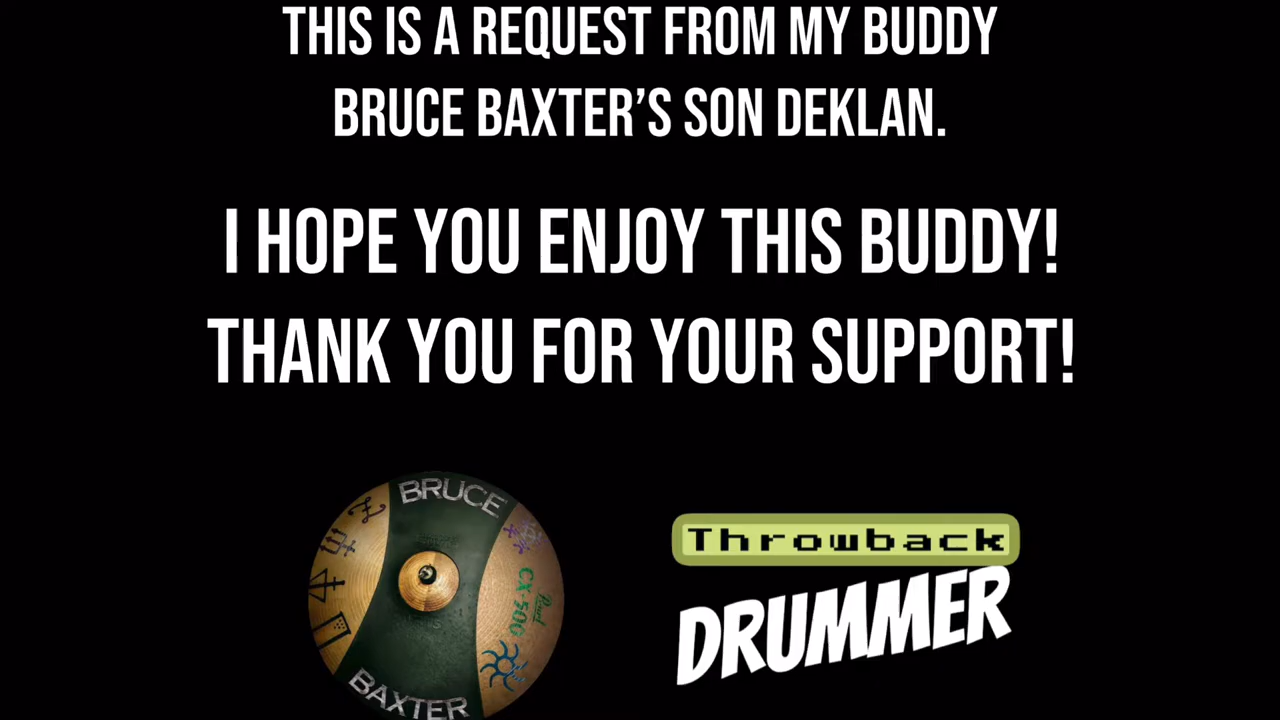 THIS IS A REQUEST FROM MY BUDDY
BRUCE BAXTER'S SON DEKLAN.
I HOPE YOU ENJOY THIS BUDDY!
THANK YOU FOR YOUR SUPPORT!
BRUCE
CX-500
BAXTER
Throwback
DRUMMER